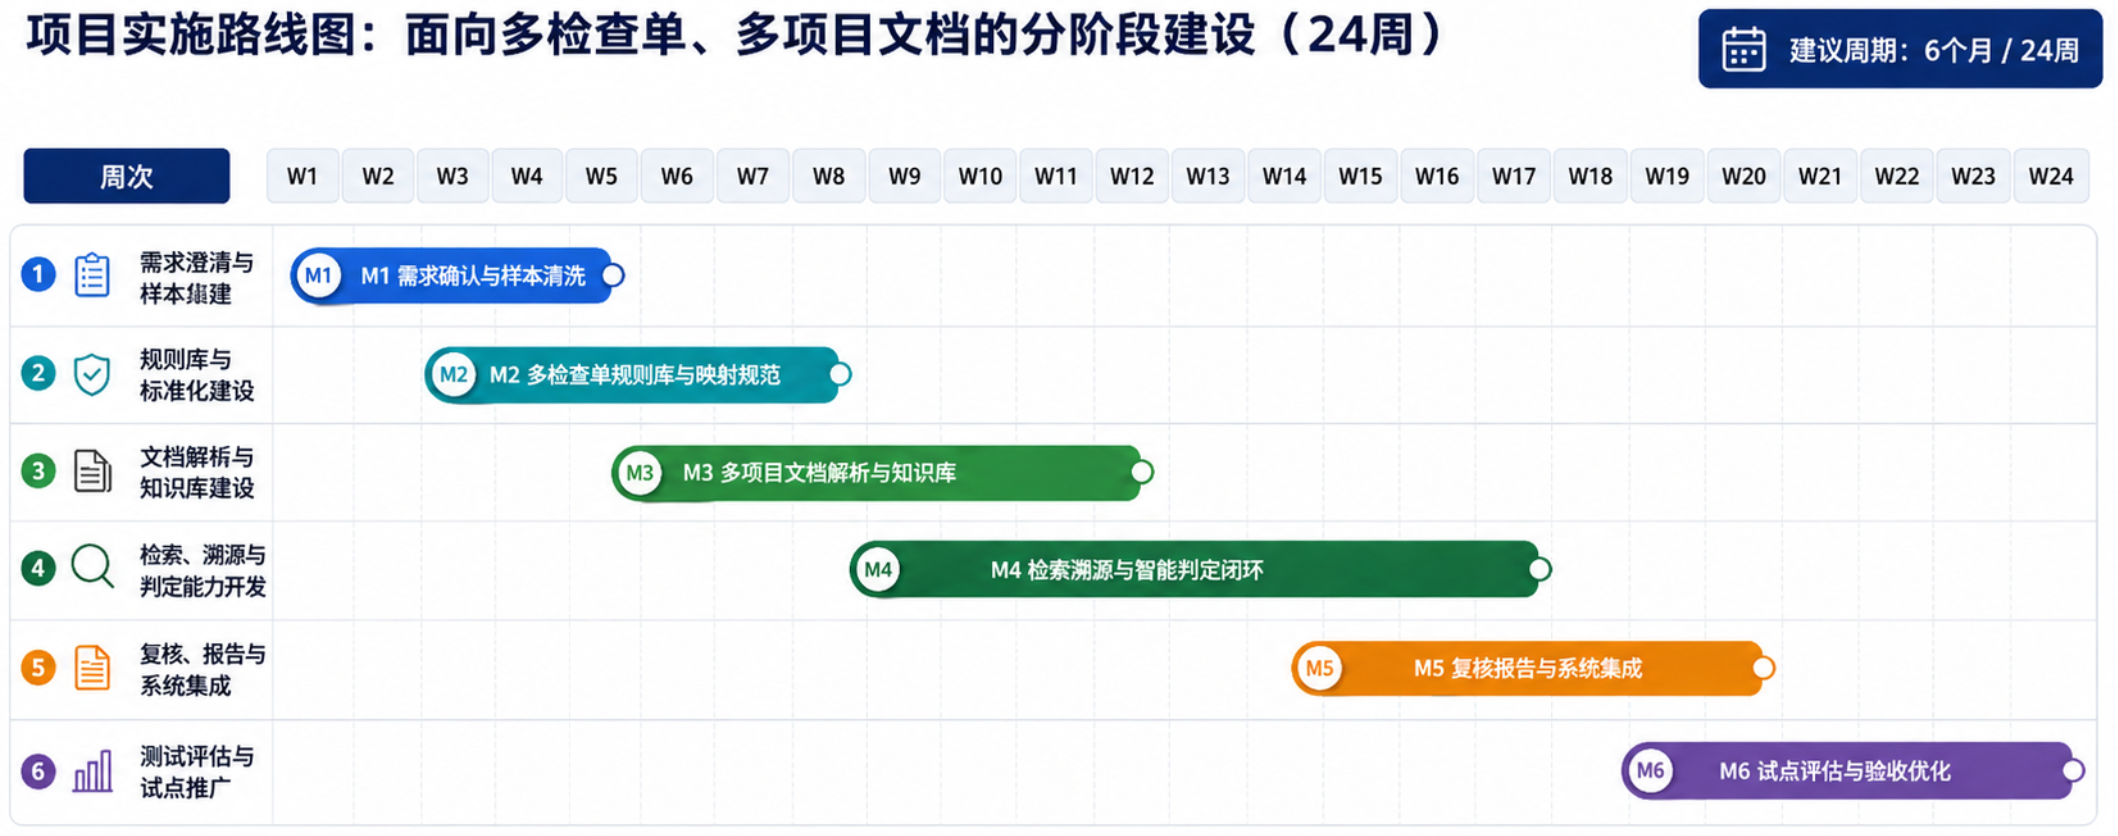 项目实施路线图：面向多检查单、多项目文档的分阶段建设（24周）
建议周期：6个月 / 24周
周次 W1 W2 W3 W4 W5 W6 W7 W8 W9 W10 W11 W12 W13 W14 W15 W16 W17 W18 W19 W20 W21 W22 W23 W24
1 需求澄清与
样本建
M1 M1 需求确认与样本清洗
2 规则库与
标准化建设
M2 M2 多检查单规则库与映射规范
3 文档解析与
知识库建设
M3 M3 多项目文档解析与知识库
4 检索、溯源与
判定能力开发
M4 M4 检索溯源与智能判定闭环
5 复核、报告与
系统集成
M5 M5 复核报告与系统集成
6 测试评估与
试点推广
M6 M6 试点评估与验收优化